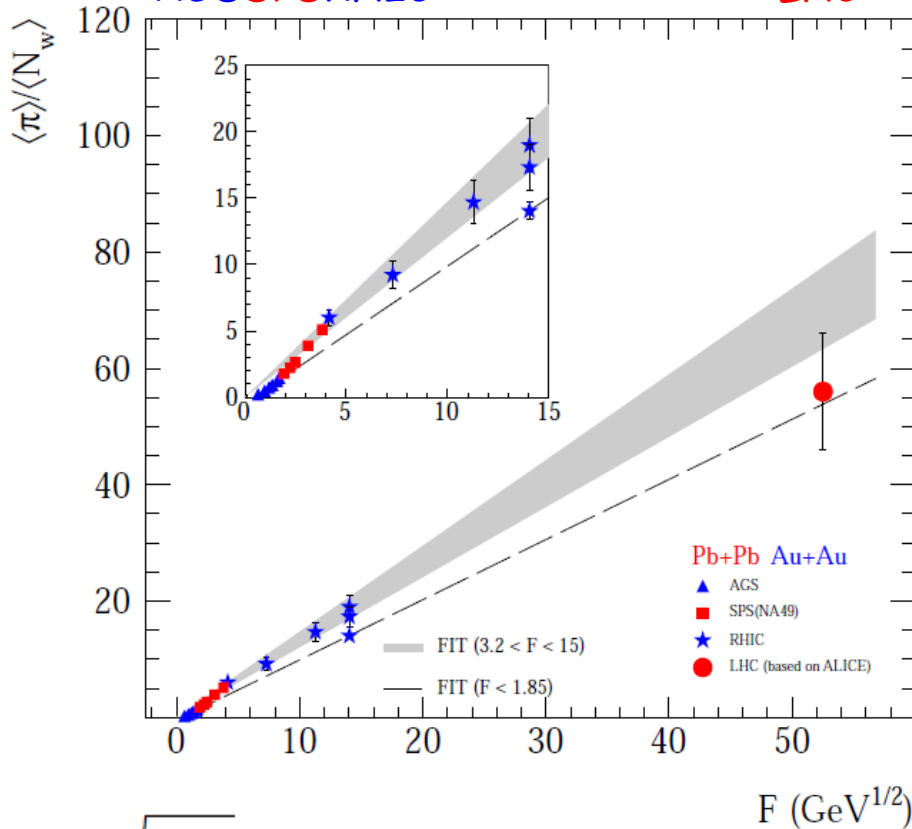 120
100
80
60
40
20
⟨π⟩/⟨N_w⟩
25
20
15
10
5
0
0 5 10 15
Pb+Pb Au+Au
AGS
SPS(NA49)
RHIC
LHC (based on ALICE)
FIT (3.2 < F < 15)
FIT (F < 1.85)
0 10 20 30 40 50
F (GeV^{1/2})